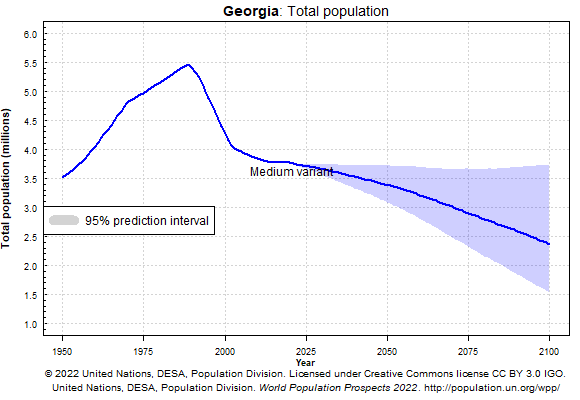 Georgia: Total population
6.0
5.5
5.0
4.5
4.0
3.5
3.0
2.5
2.0
1.5
1.0
Total population (millions)
Medium variant
95% prediction interval
1950 1975 2000 2025 2050 2075 2100
Year
© 2022 United Nations, DESA, Population Division. Licensed under Creative Commons license CC BY 3.0 IGO.
United Nations, DESA, Population Division. World Population Prospects 2022. http://population.un.org/wpp/